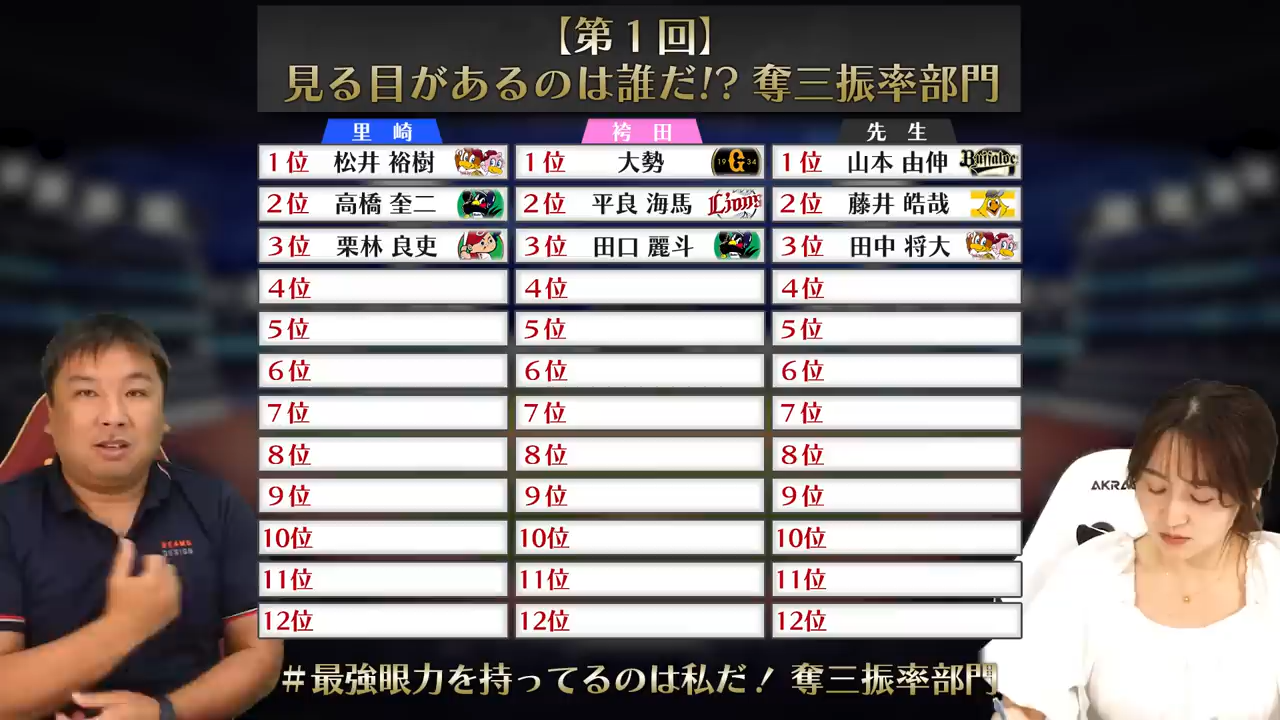 【第1回】
見る目があるのは誰だ!? 奪三振率部門
里 崎
袴 田
先 生
1位 松井 裕樹
1位 大勢 19 G 34
1位 山本 由伸 Buffaloes
2位 高橋 奎二
2位 平良 海馬 Lions
2位 藤井 皓哉
3位 栗林 良吏
3位 田口 麗斗
3位 田中 将大
4位
4位
4位
5位
5位
5位
6位
6位
6位
7位
7位
7位
8位
8位
8位
9位
9位
9位
10位
10位
10位
11位
11位
11位
12位
12位
12位
#最強眼力を持ってるのは私だ! 奪三振率部門
BEAMS
DESIGN